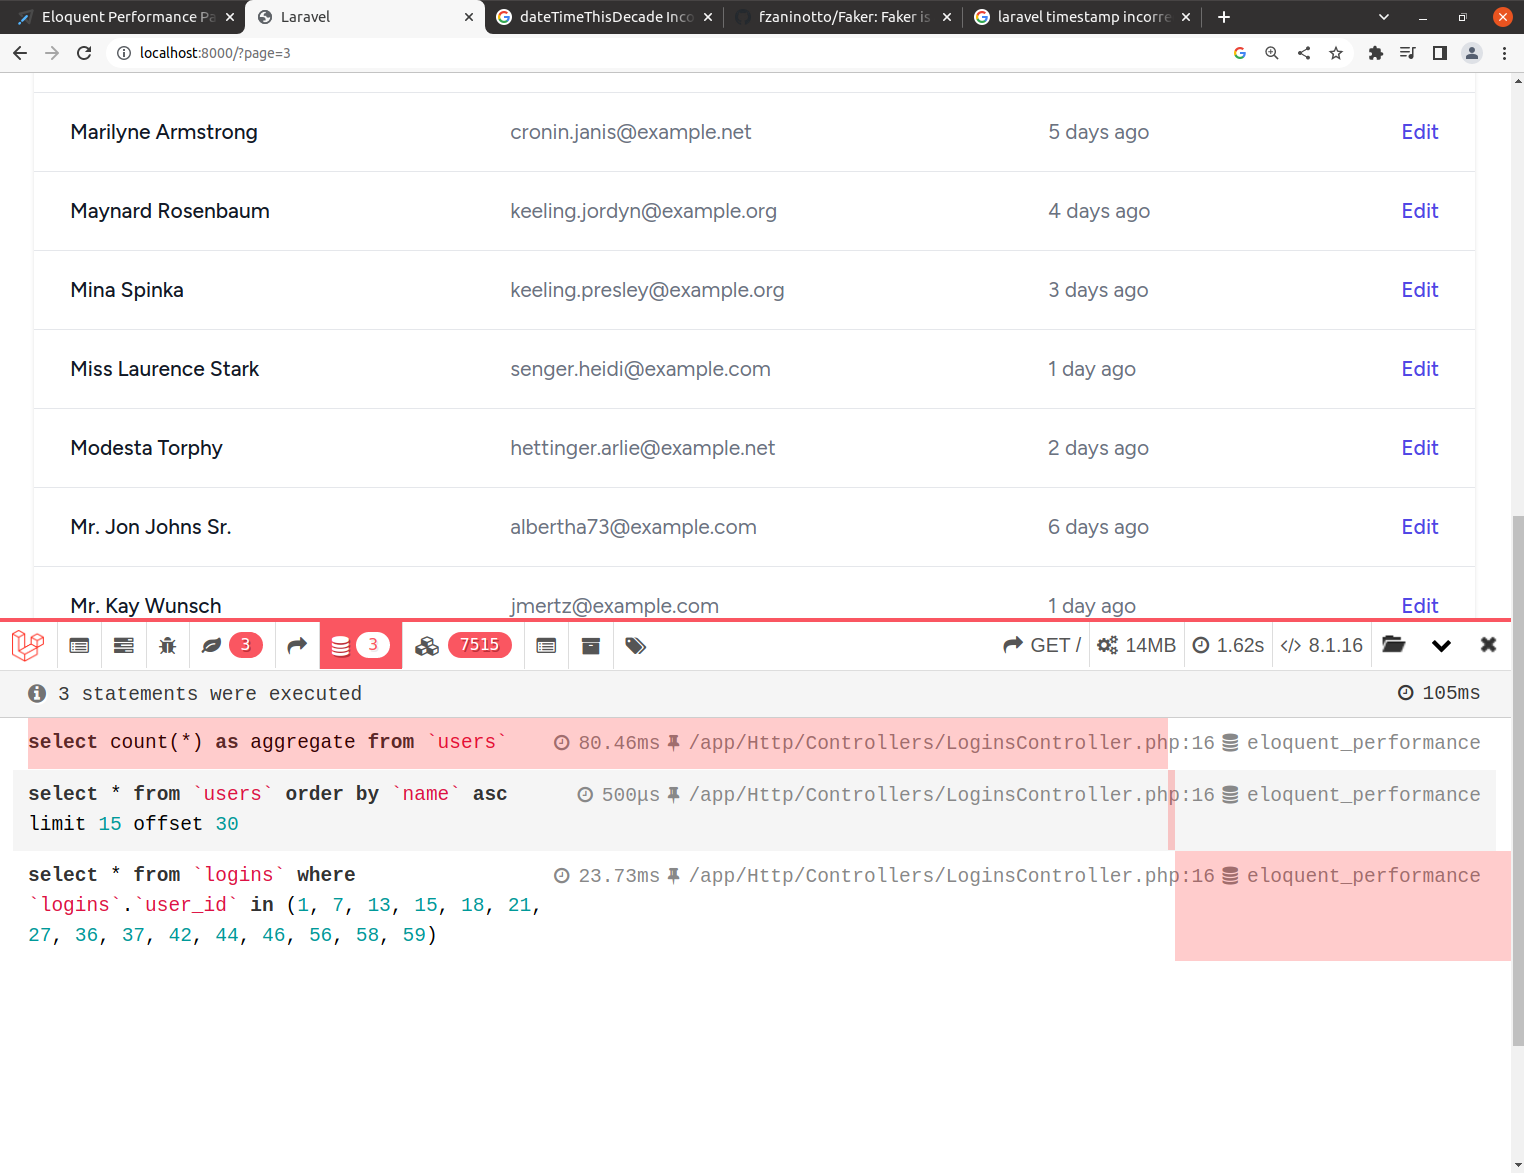 Eloquent Performance Pa
Laravel
dateTimeThisDecade Inco
fzaninotto/Faker: Faker is
laravel timestamp incorre
localhost:8000/?page=3
Marilyne Armstrong cronin.janis@example.net 5 days ago Edit
Maynard Rosenbaum keeling.jordyn@example.org 4 days ago Edit
Mina Spinka keeling.presley@example.org 3 days ago Edit
Miss Laurence Stark senger.heidi@example.com 1 day ago Edit
Modesta Torphy hettinger.arlie@example.net 2 days ago Edit
Mr. Jon Johns Sr. albertha73@example.com 6 days ago Edit
Mr. Kay Wunsch jmertz@example.com 1 day ago Edit
3 3 7515 GET / 14MB 1.62s 8.1.16
3 statements were executed 105ms
select count(*) as aggregate from `users` 80.46ms /app/Http/Controllers/LoginsController.php:16 eloquent_performance
select * from `users` order by `name` asc 500μs /app/Http/Controllers/LoginsController.php:16 eloquent_performance
limit 15 offset 30
select * from `logins` where 23.73ms /app/Http/Controllers/LoginsController.php:16 eloquent_performance
`logins`.`user_id` in (1, 7, 13, 15, 18, 21,
27, 36, 37, 42, 44, 46, 56, 58, 59)